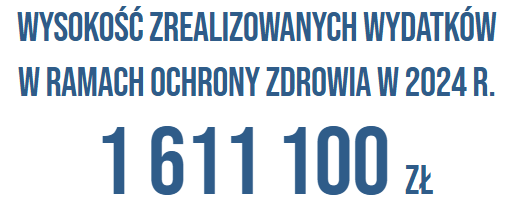 WYSOKOŚĆ ZREALIZOWANYCH WYDATKÓW
W RAMACH OCHRONY ZDROWIA W 2024 R.
1 611 100 ZŁ